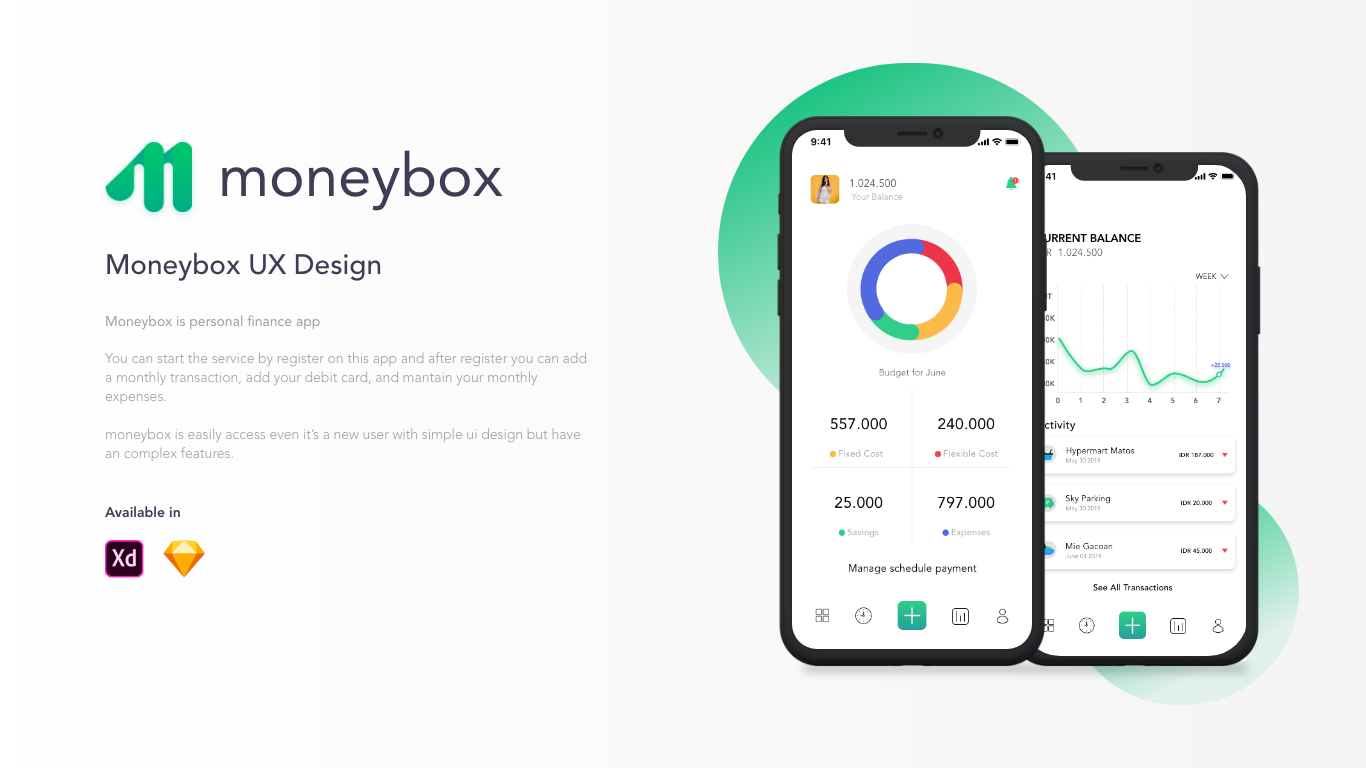 moneybox
Moneybox UX Design
Moneybox is personal finance app
You can start the service by register on this app and after register you can add
a monthly transaction, add your debit card, and mantain your monthly
expenses.
moneybox is easily access even it's a new user with simple ui design but have
an complex features.
Available in
Xd
9:41
1.024.500
Your Balance
Budget for June
557.000
240.000
Fixed Cost
Flexible Cost
25.000
797.000
Savings
Expenses
Manage schedule payment
41
URRENT BALANCE
R 1.024.500
WEEK
T
0K
0K
0K
0K
+25.000
0 1 2 3 4 5 6 7
ctivity
Hypermart Matos
May 30 2019
IDR 187.000
Sky Parking
May 30 2019
IDR 20.000
Mie Gacoan
June 04 2019
IDR 45.000
See All Transactions